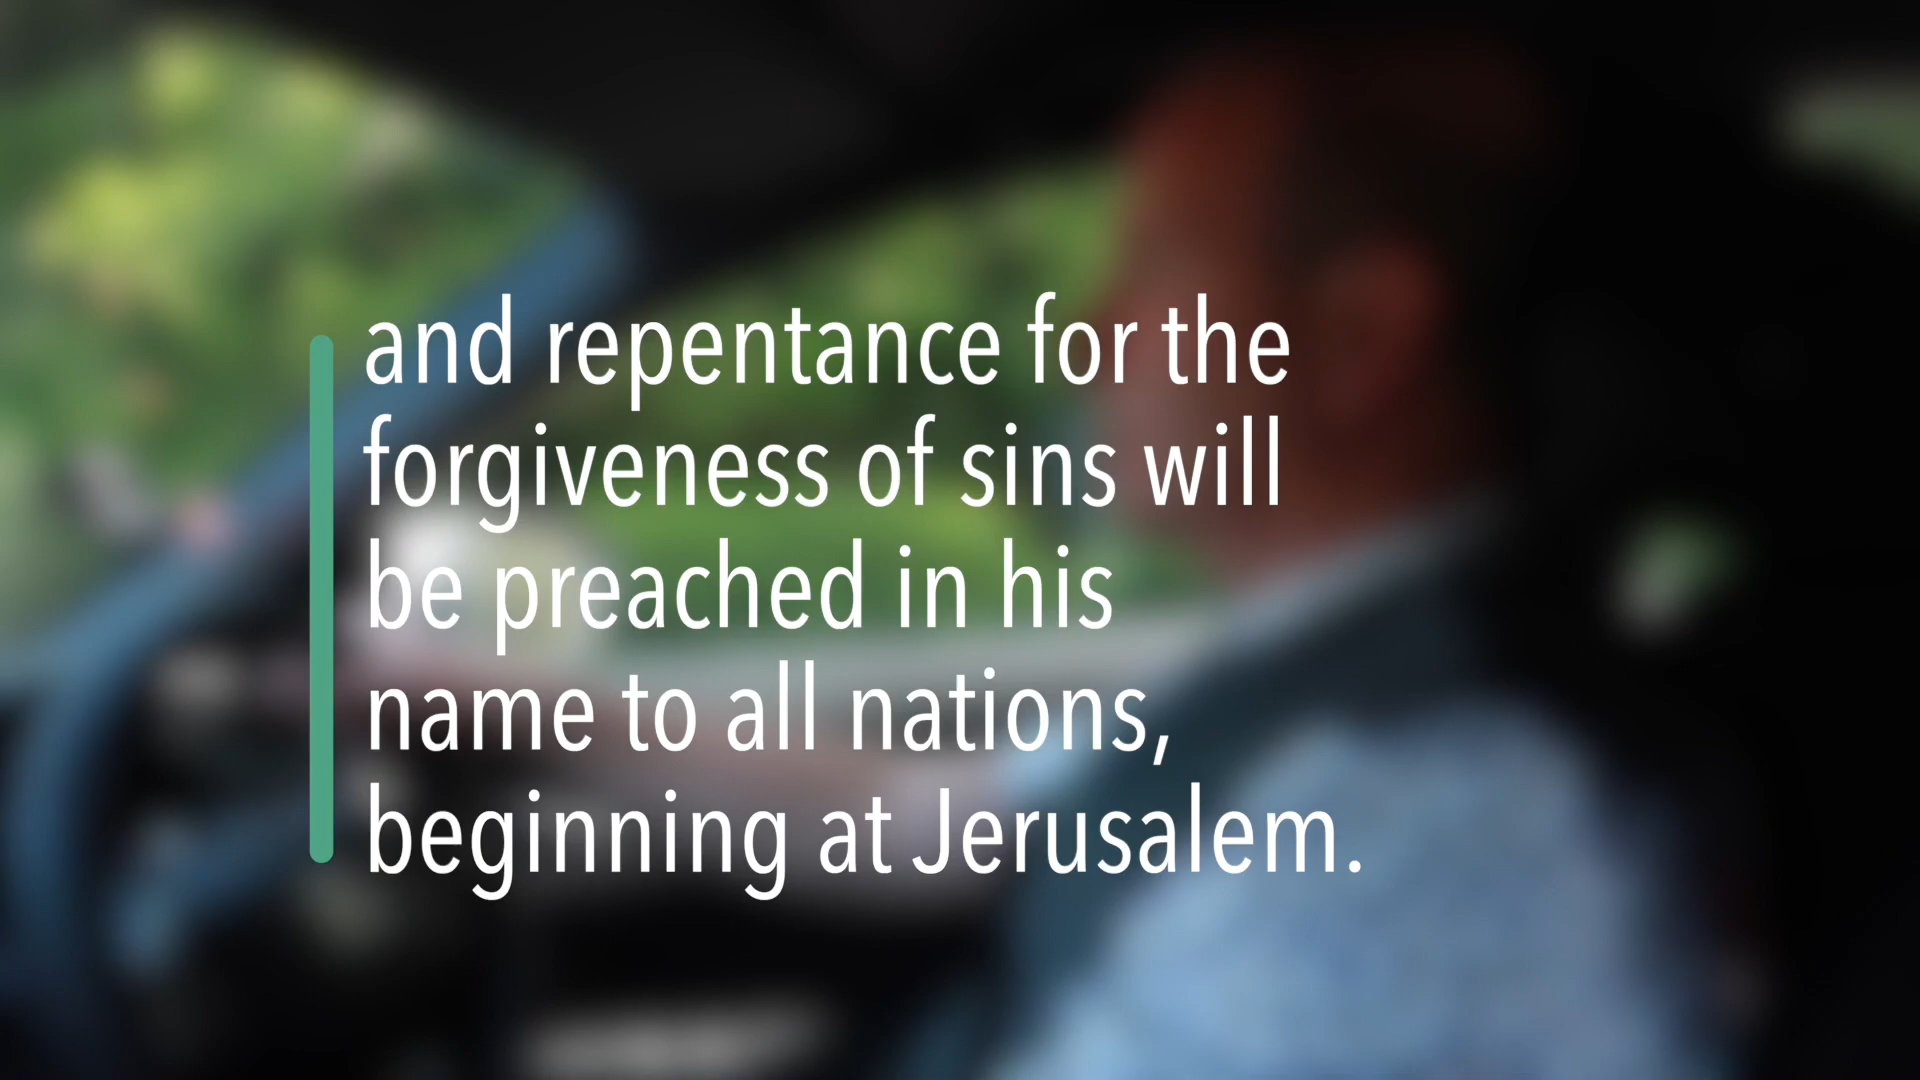 and repentance for the
forgiveness of sins will
be preached in his
name to all nations,
beginning at Jerusalem.